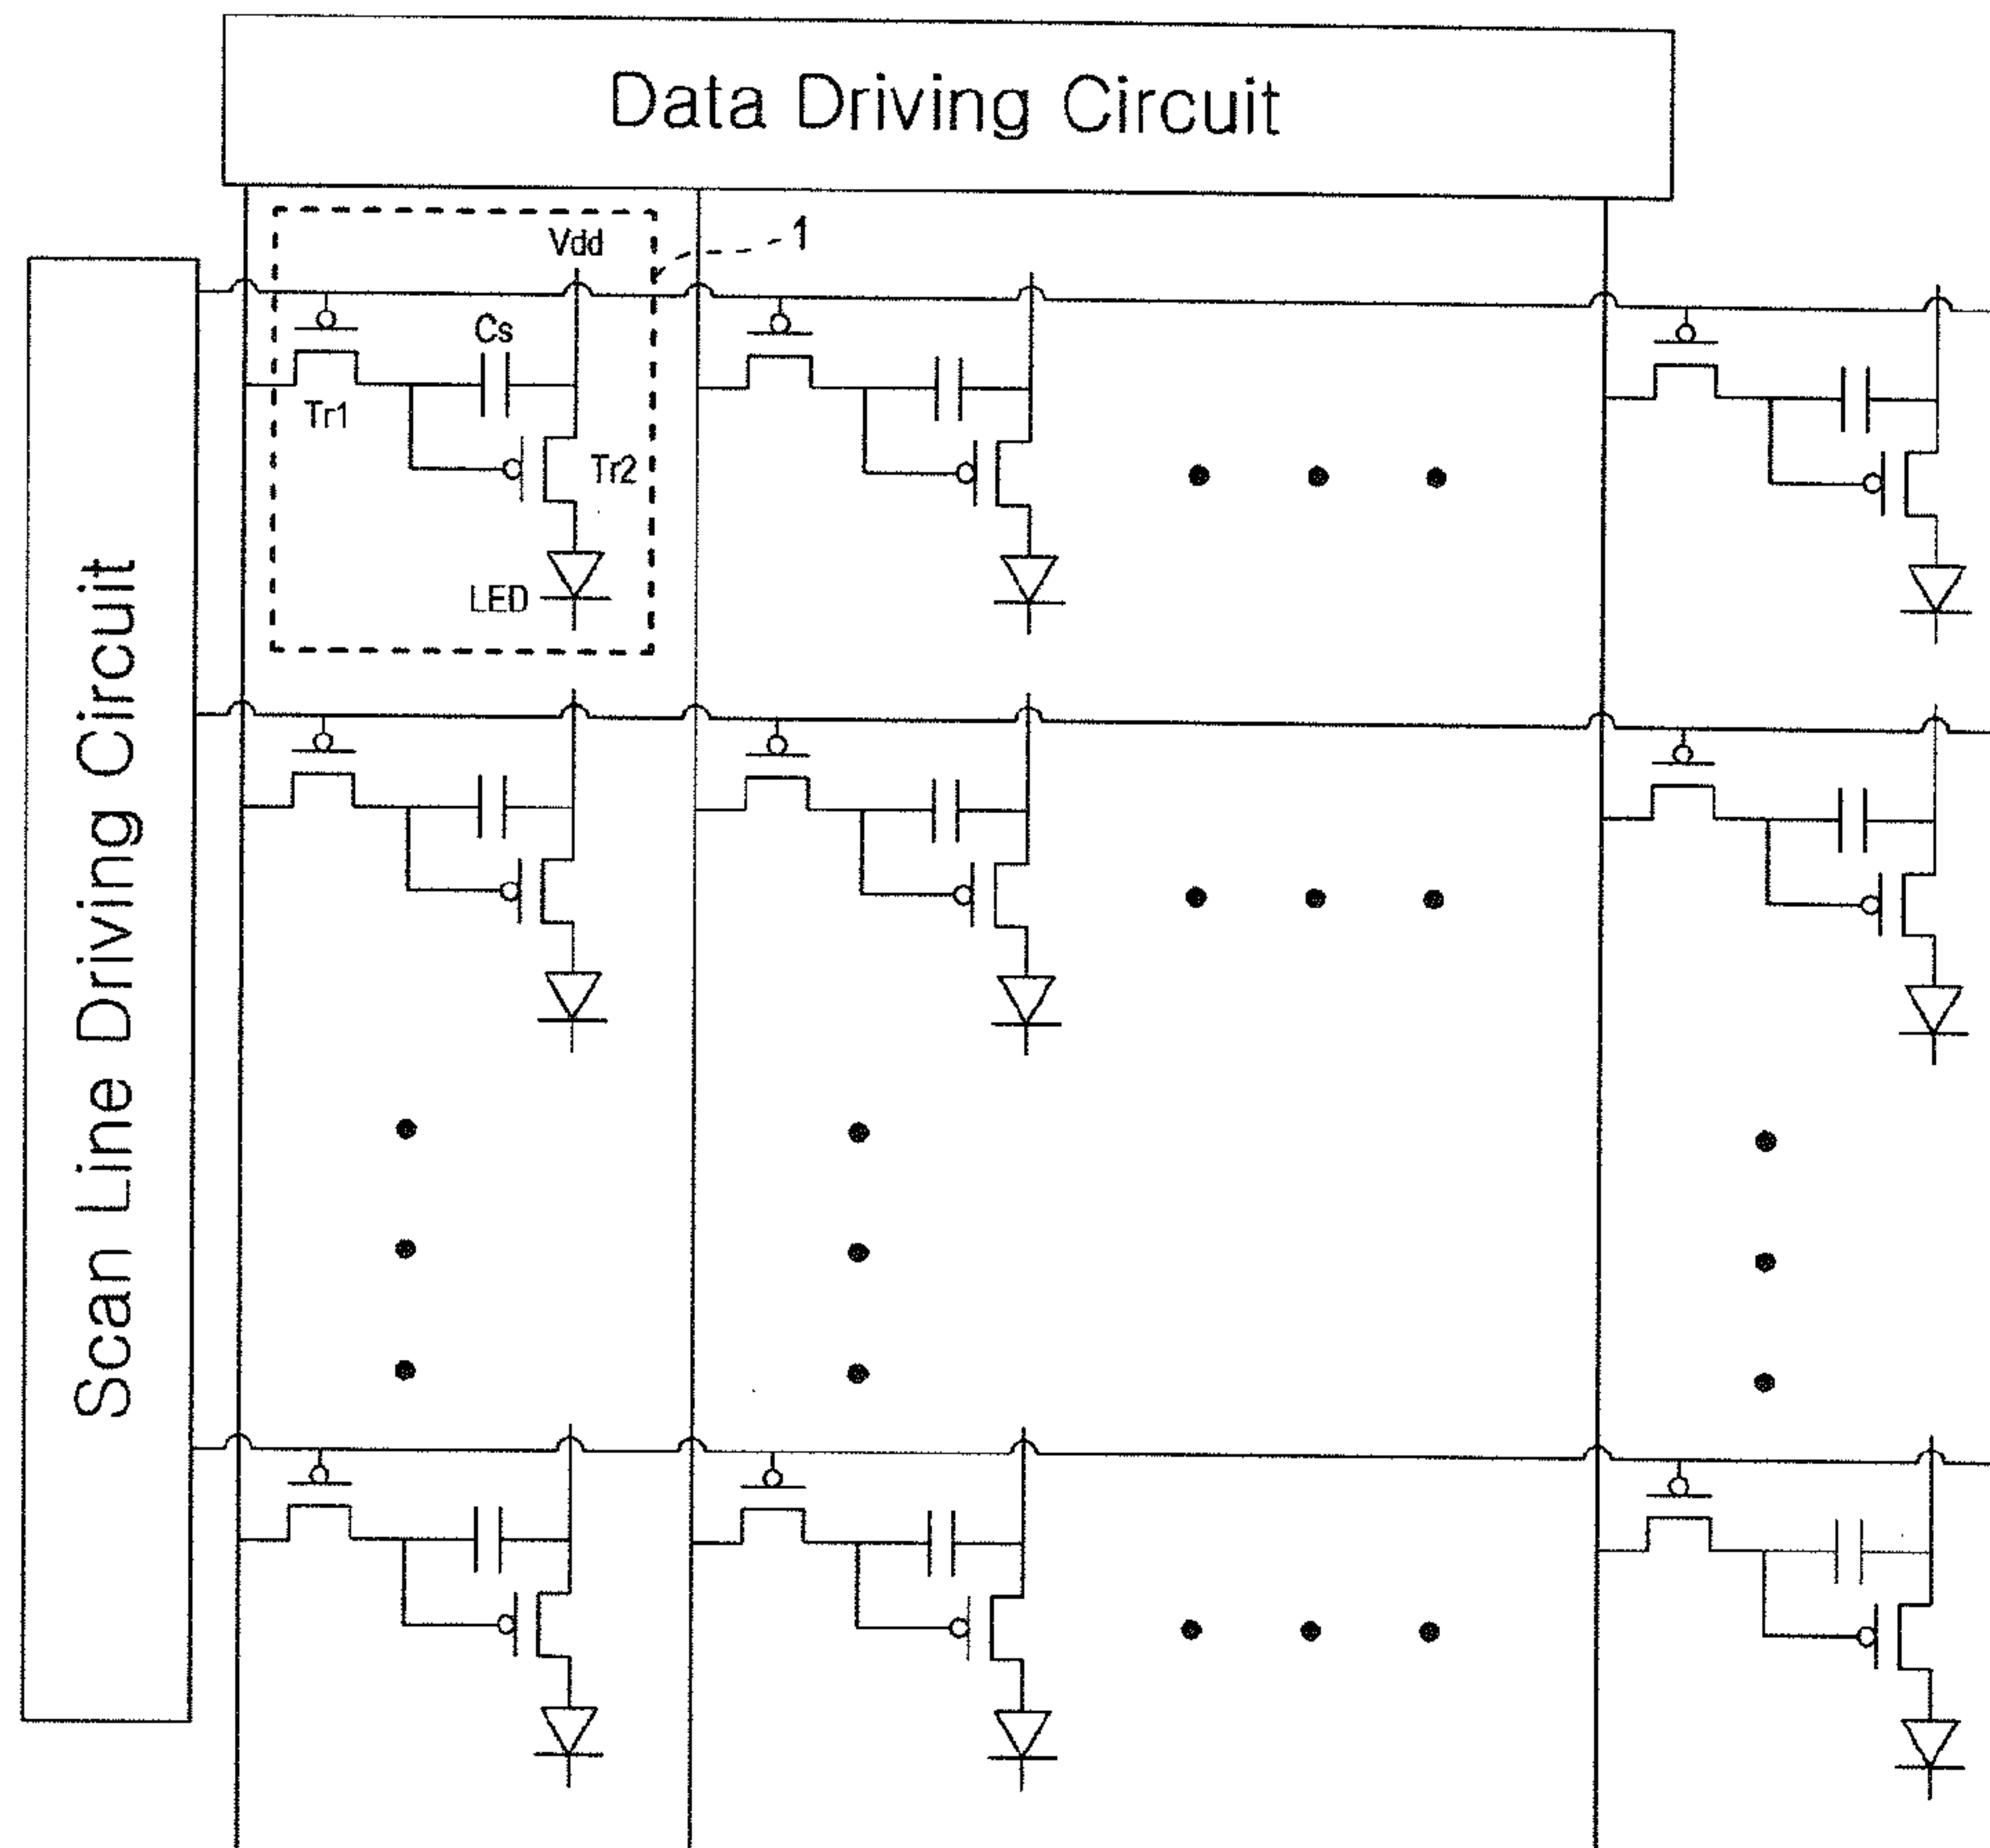 Data Driving Circuit
Vdd
1
Cs
Tr1
Tr2
LED
Scan Line Driving Circuit